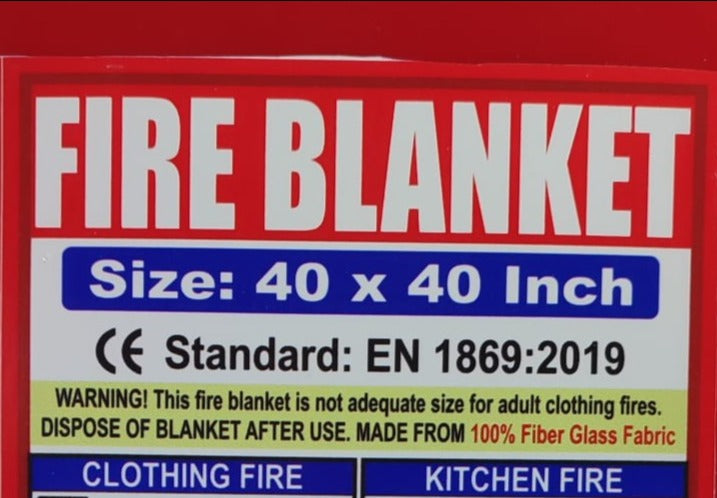 FIRE BLANKET
Size: 40 x 40 Inch
CE Standard: EN 1869:2019
WARNING! This fire blanket is not adequate size for adult clothing fires.
DISPOSE OF BLANKET AFTER USE. MADE FROM 100% Fiber Glass Fabric
CLOTHING FIRE
KITCHEN FIRE